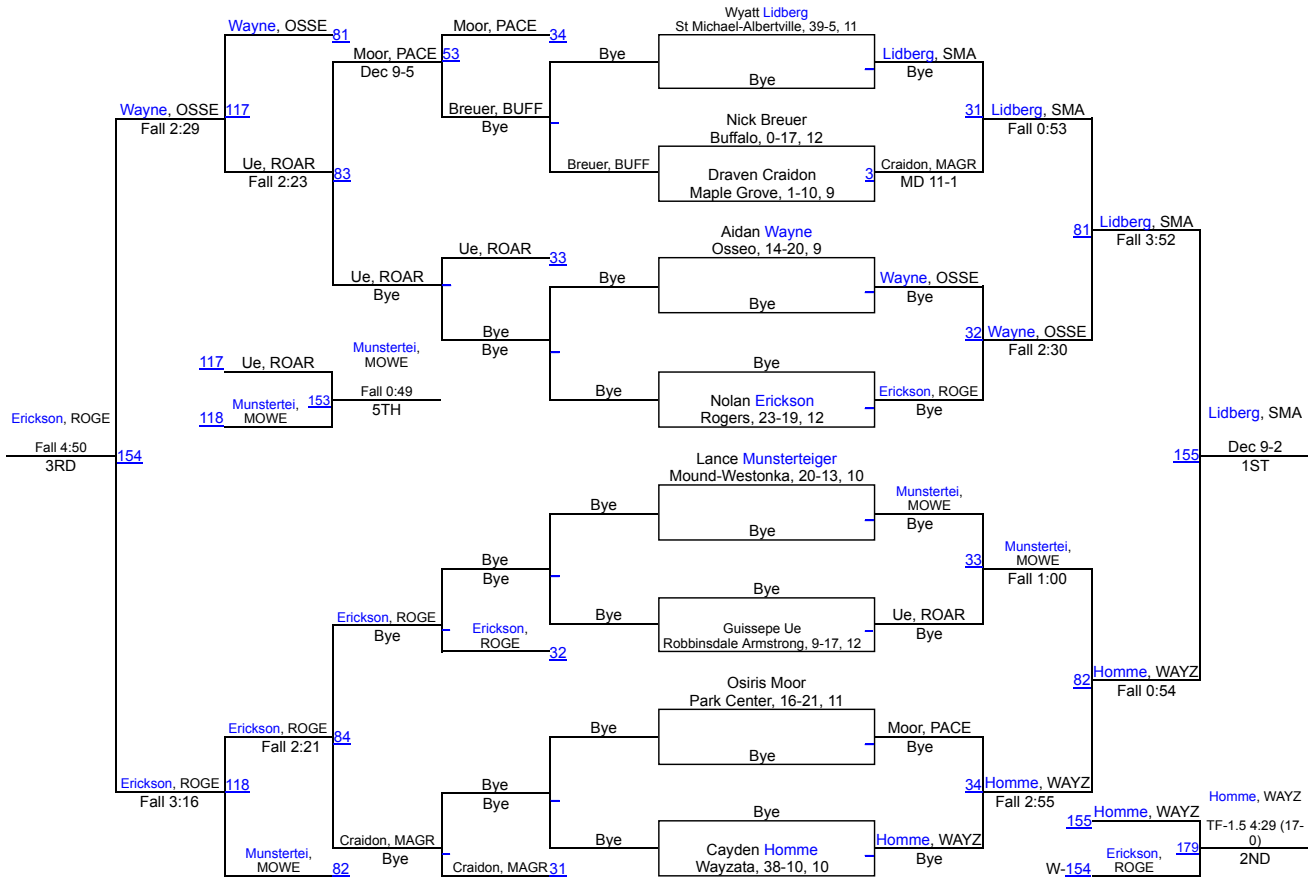 Wayne, OSSE
81
Moor, PACE
34
Wyatt Lidberg
St Michael-Albertville, 39-5, 11
Moor, PACE
53
Dec 9-5
Bye
Lidberg, SMA
Bye
Bye
Wayne, OSSE
117
Fall 2:29
Breuer, BUFF
Bye
31
Lidberg, SMA
Fall 0:53
Nick Breuer
Buffalo, 0-17, 12
Ue, ROAR
Fall 2:23
83
Breuer, BUFF
Draven Craidon
Maple Grove, 1-10, 9
3
Craidon, MAGR
MD 11-1
81
Lidberg, SMA
Fall 3:52
Aidan Wayne
Osseo, 14-20, 9
Ue, ROAR
33
Ue, ROAR
Bye
Bye
Wayne, OSSE
Bye
Bye
Bye
Bye
32
Wayne, OSSE
Fall 2:30
117
Ue, ROAR
Munstertei,
MOWE
Bye
118
Munstertei,
MOWE
153
Fall 0:49
5TH
Bye
Nolan Erickson
Rogers, 23-19, 12
Erickson, ROGE
Bye
Erickson, ROGE
Fall 4:50
3RD
154
Lidberg, SMA
155
Dec 9-2
1ST
Lance Munsterteiger
Mound-Westonka, 20-13, 10
Bye
Munstertei,
MOWE
Bye
Bye
Bye
Bye
33
Munstertei,
MOWE
Fall 1:00
Bye
Erickson, ROGE
Bye
Erickson,
ROGE
32
Bye
Guissepe Ue
Robbinsdale Armstrong, 9-17, 12
Ue, ROAR
Bye
82
Homme, WAYZ
Fall 0:54
Osiris Moor
Park Center, 16-21, 11
Erickson, ROGE
Fall 2:21
84
Bye
Moor, PACE
Bye
Bye
Erickson, ROGE
118
Fall 3:16
Bye
Bye
34
Homme, WAYZ
Fall 2:55
Bye
Craidon, MAGR
Bye
Bye
Cayden Homme
Wayzata, 38-10, 10
Homme, WAYZ
Bye
Munstertei,
MOWE
82
Craidon, MAGR
31
155
Homme, WAYZ
Homme, WAYZ
TF-1.5 4:29 (17-
0)
2ND
179
W-154
Erickson,
ROGE